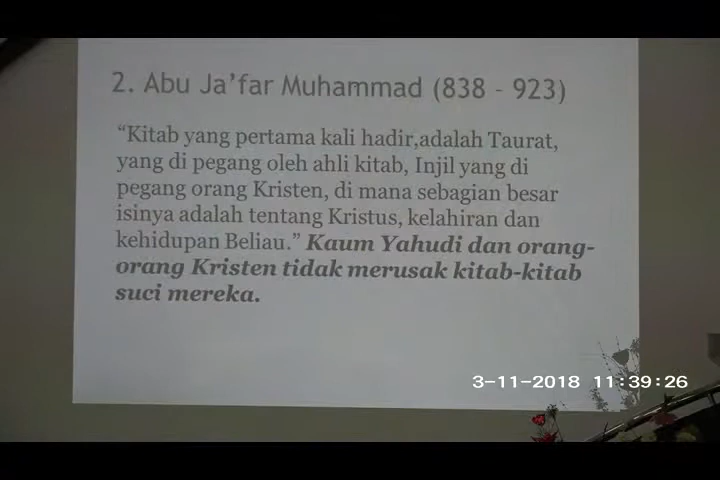 2. Abu Ja’far Muhammad (838 – 923)
“Kitab yang pertama kali hadir,adalah Taurat,
yang di pegang oleh ahli kitab, Injil yang di
pegang orang Kristen, di mana sebagian besar
isinya adalah tentang Kristus, kelahiran dan
kehidupan Beliau.” Kaum Yahudi dan orang-
orang Kristen tidak merusak kitab-kitab
suci mereka.
3-11-2018 11:39:26